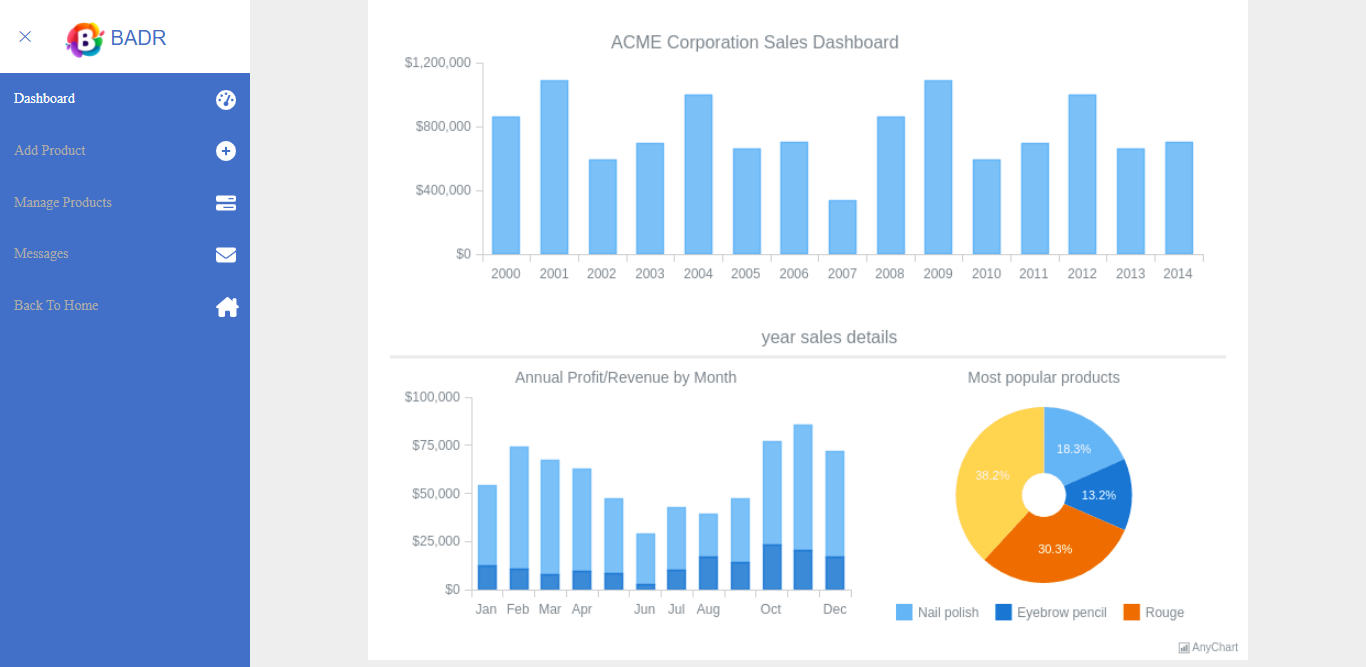 B BADR
Dashboard
Add Product
Manage Products
Messages
Back To Home
ACME Corporation Sales Dashboard
$1,200,000
$800,000
$400,000
$0
2000 2001 2002 2003 2004 2005 2006 2007 2008 2009 2010 2011 2012 2013 2014
year sales details
Annual Profit/Revenue by Month
$100,000
$75,000
$50,000
$25,000
$0
Jan Feb Mar Apr Jun Jul Aug Oct Dec
Most popular products
18.3%
38.2%
13.2%
30.3%
Nail polish Eyebrow pencil Rouge
AnyChart